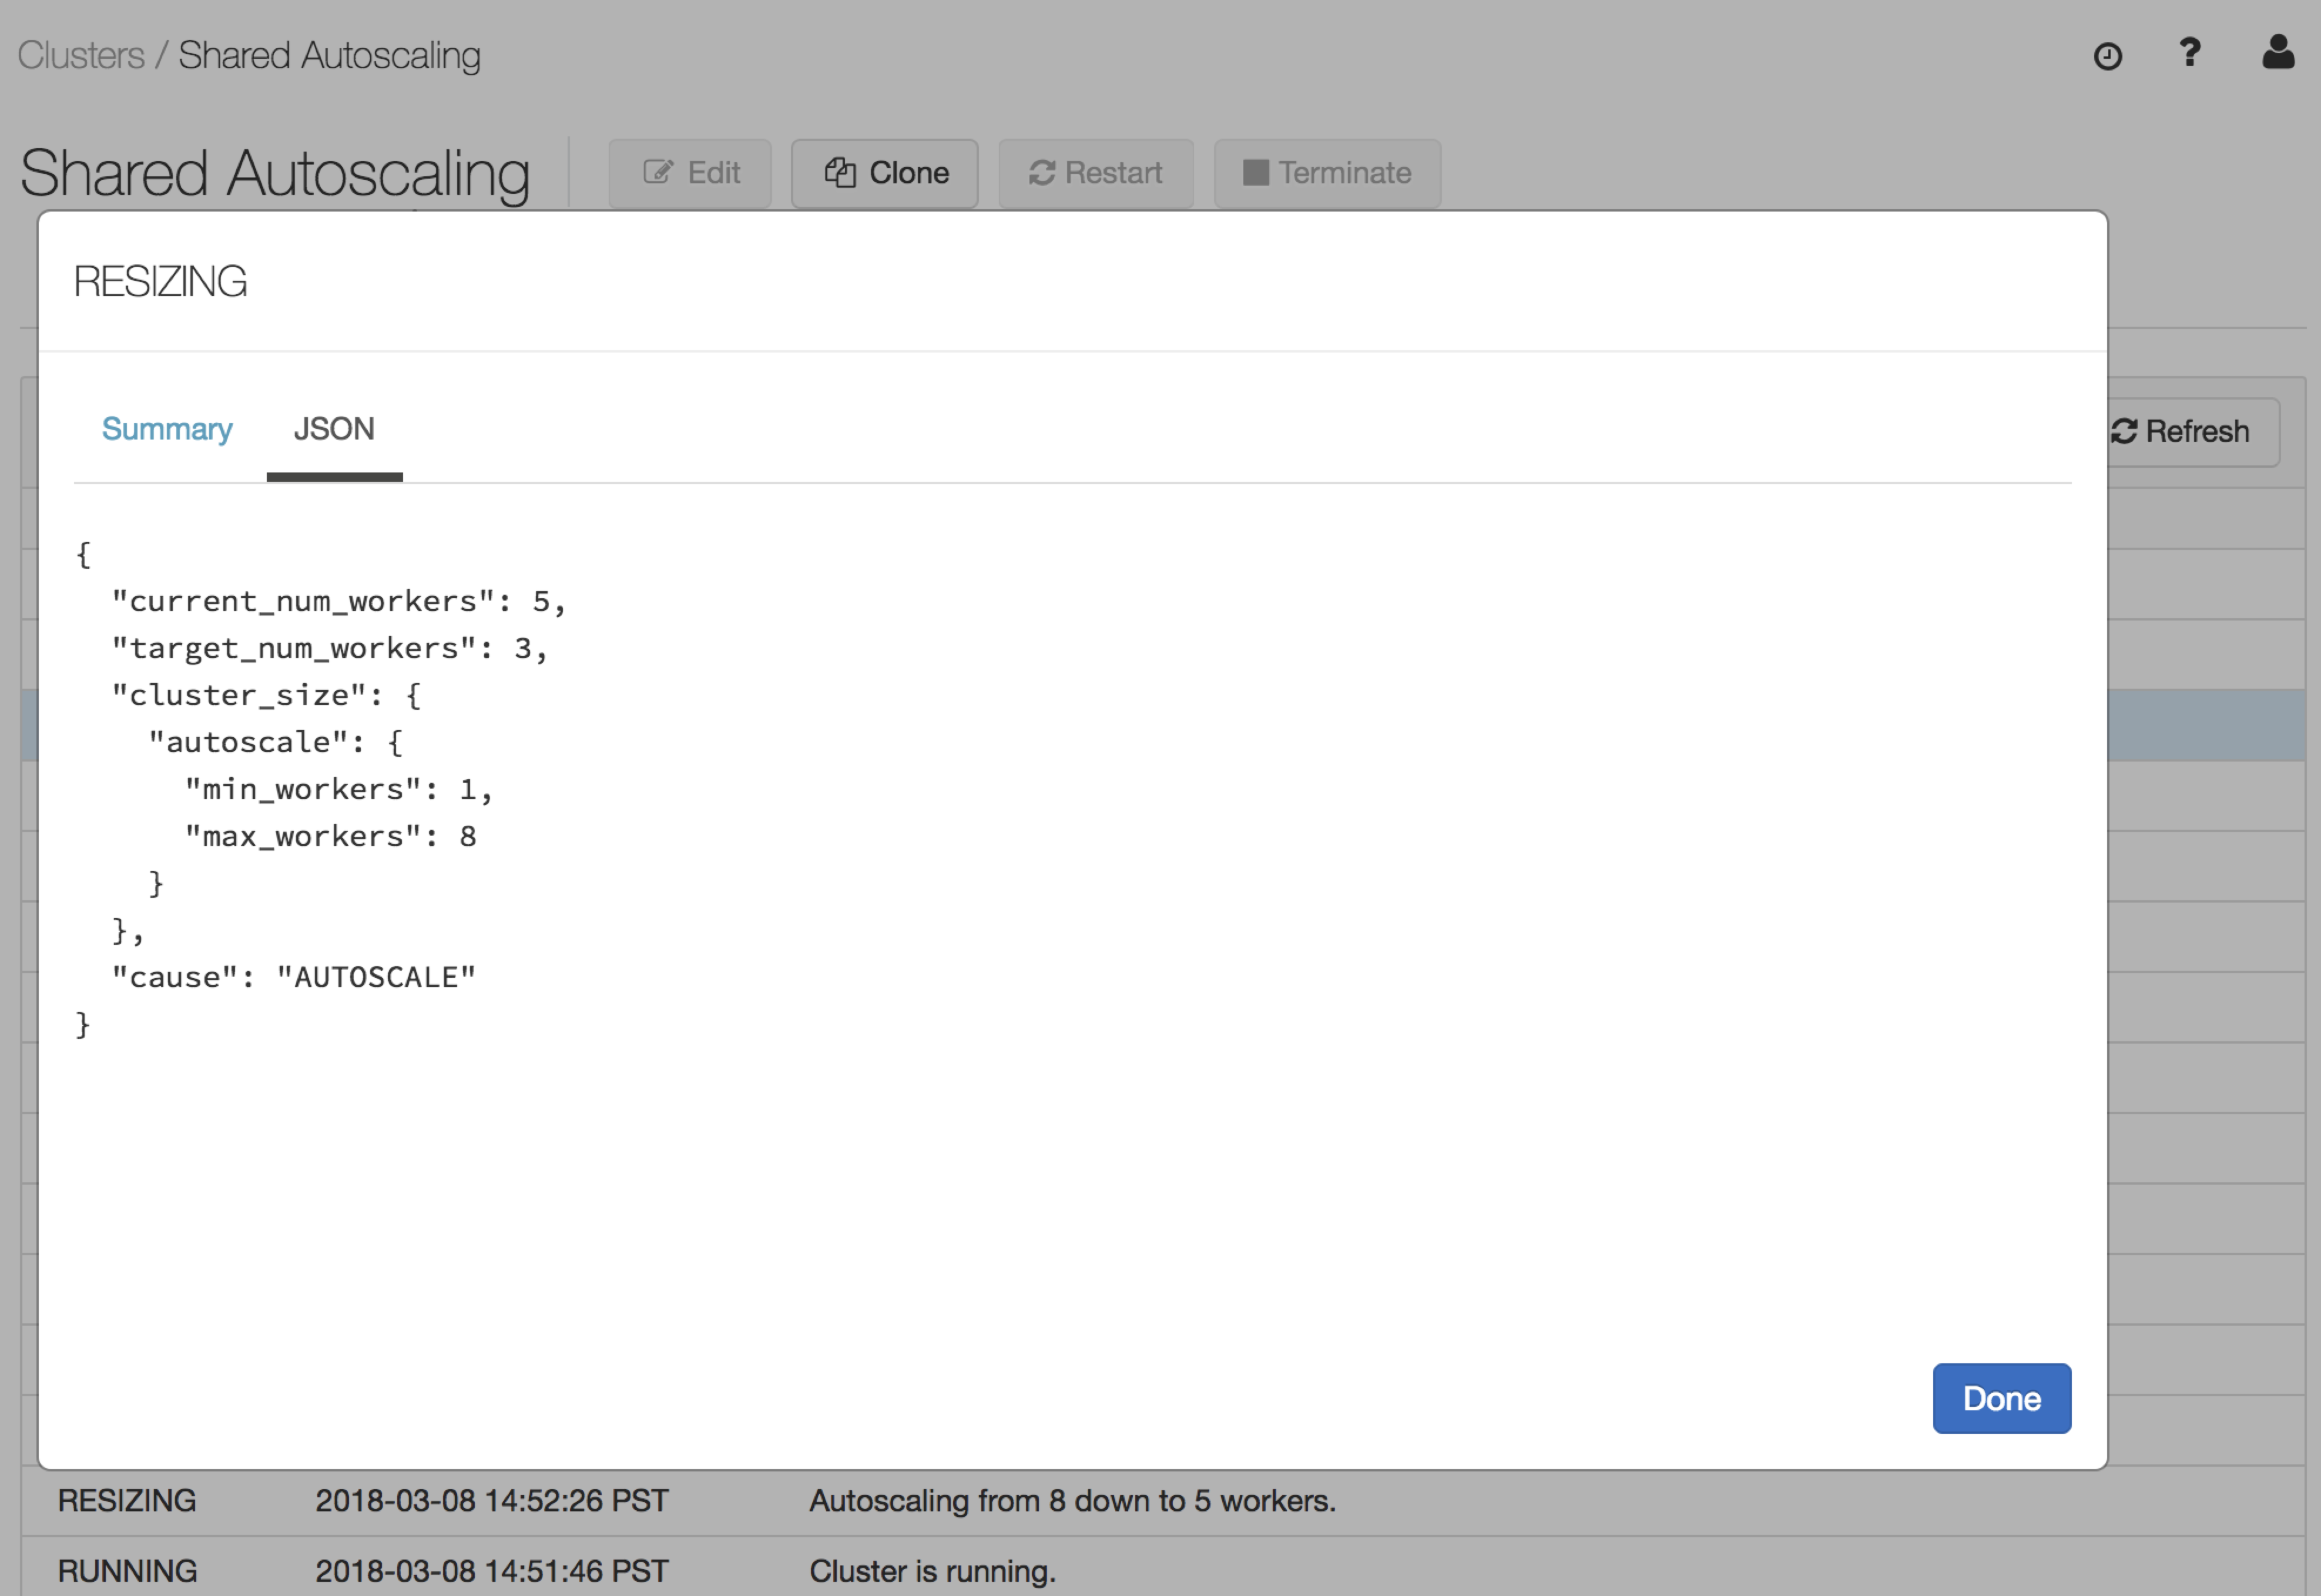 Clusters / Shared Autoscaling
Shared Autoscaling Edit Clone Restart Terminate
RESIZING
Summary JSON
Refresh
{
  "current_num_workers": 5,
  "target_num_workers": 3,
  "cluster_size": {
    "autoscale": {
      "min_workers": 1,
      "max_workers": 8
    }
  },
  "cause": "AUTOSCALE"
}
Done
RESIZING 2018-03-08 14:52:26 PST Autoscaling from 8 down to 5 workers.
RUNNING 2018-03-08 14:51:46 PST Cluster is running.